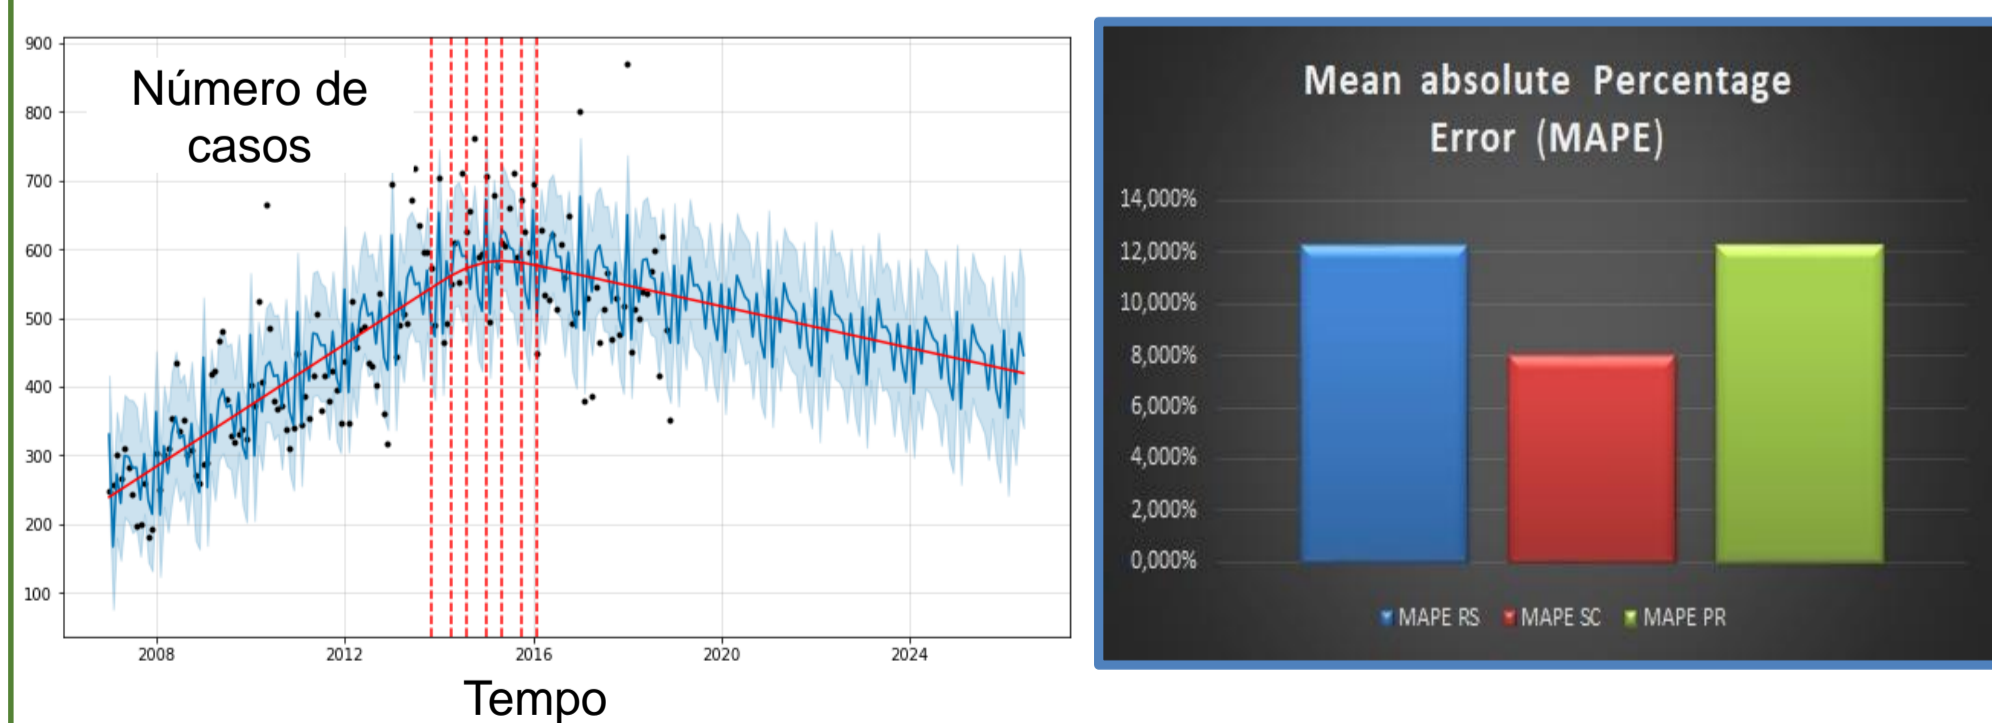 Número de
casos
900
800
700
600
500
400
300
200
100
2008 2012 2016 2020 2024
Tempo
Mean absolute Percentage
Error (MAPE)
14,000%
12,000%
10,000%
8,000%
6,000%
4,000%
2,000%
0,000%
MAPE RS MAPE SC MAPE PR